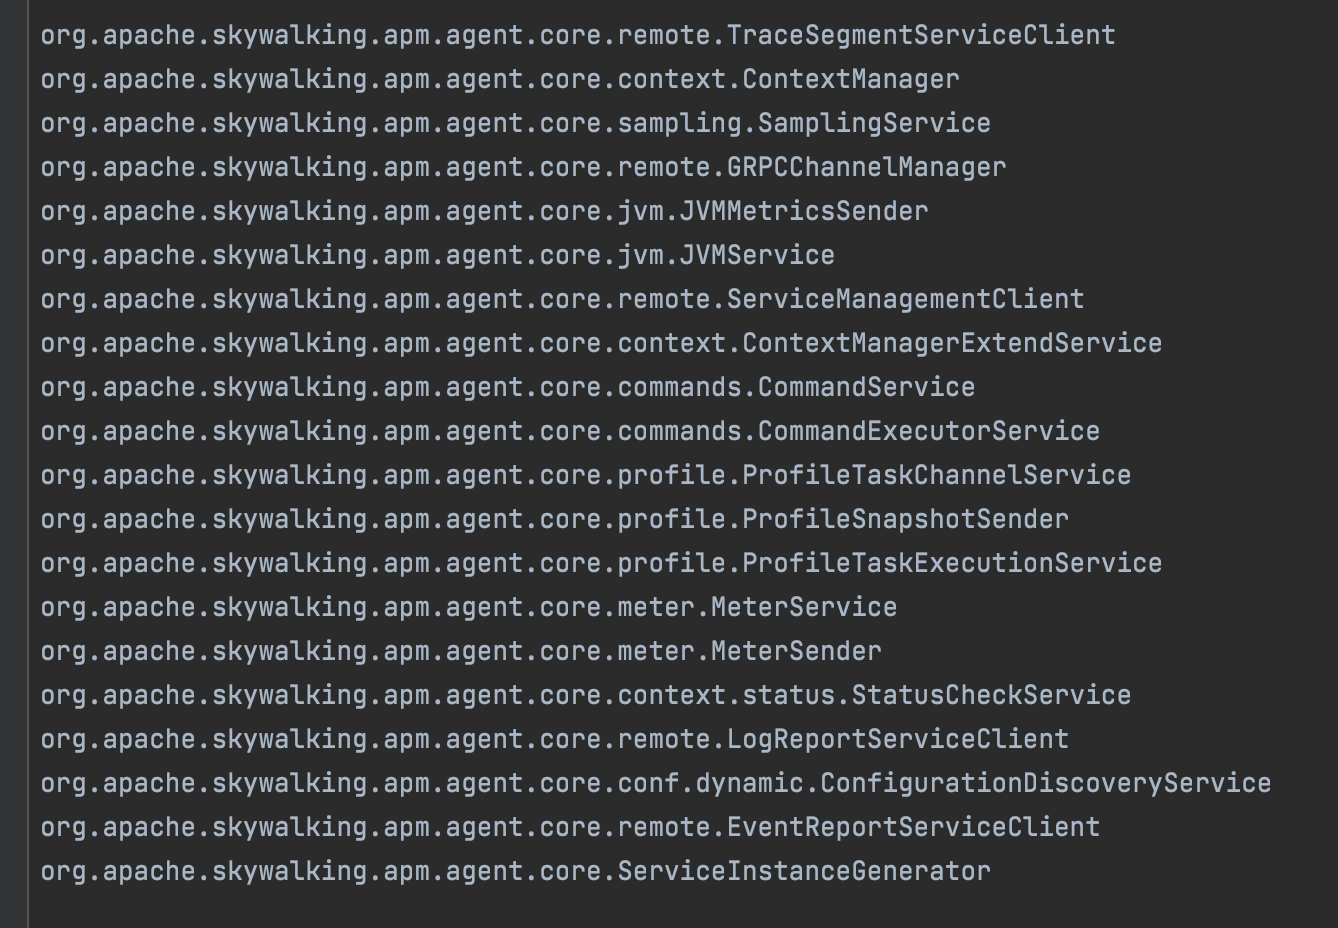 org.apache.skywalking.apm.agent.core.remote.TraceSegmentServiceClient
org.apache.skywalking.apm.agent.core.context.ContextManager
org.apache.skywalking.apm.agent.core.sampling.SamplingService
org.apache.skywalking.apm.agent.core.remote.GRPCChannelManager
org.apache.skywalking.apm.agent.core.jvm.JVMMetricsSender
org.apache.skywalking.apm.agent.core.jvm.JVMService
org.apache.skywalking.apm.agent.core.remote.ServiceManagementClient
org.apache.skywalking.apm.agent.core.context.ContextManagerExtendService
org.apache.skywalking.apm.agent.core.commands.CommandService
org.apache.skywalking.apm.agent.core.commands.CommandExecutorService
org.apache.skywalking.apm.agent.core.profile.ProfileTaskChannelService
org.apache.skywalking.apm.agent.core.profile.ProfileSnapshotSender
org.apache.skywalking.apm.agent.core.profile.ProfileTaskExecutionService
org.apache.skywalking.apm.agent.core.meter.MeterService
org.apache.skywalking.apm.agent.core.meter.MeterSender
org.apache.skywalking.apm.agent.core.context.status.StatusCheckService
org.apache.skywalking.apm.agent.core.remote.LogReportServiceClient
org.apache.skywalking.apm.agent.core.conf.dynamic.ConfigurationDiscoveryService
org.apache.skywalking.apm.agent.core.remote.EventReportServiceClient
org.apache.skywalking.apm.agent.core.ServiceInstanceGenerator